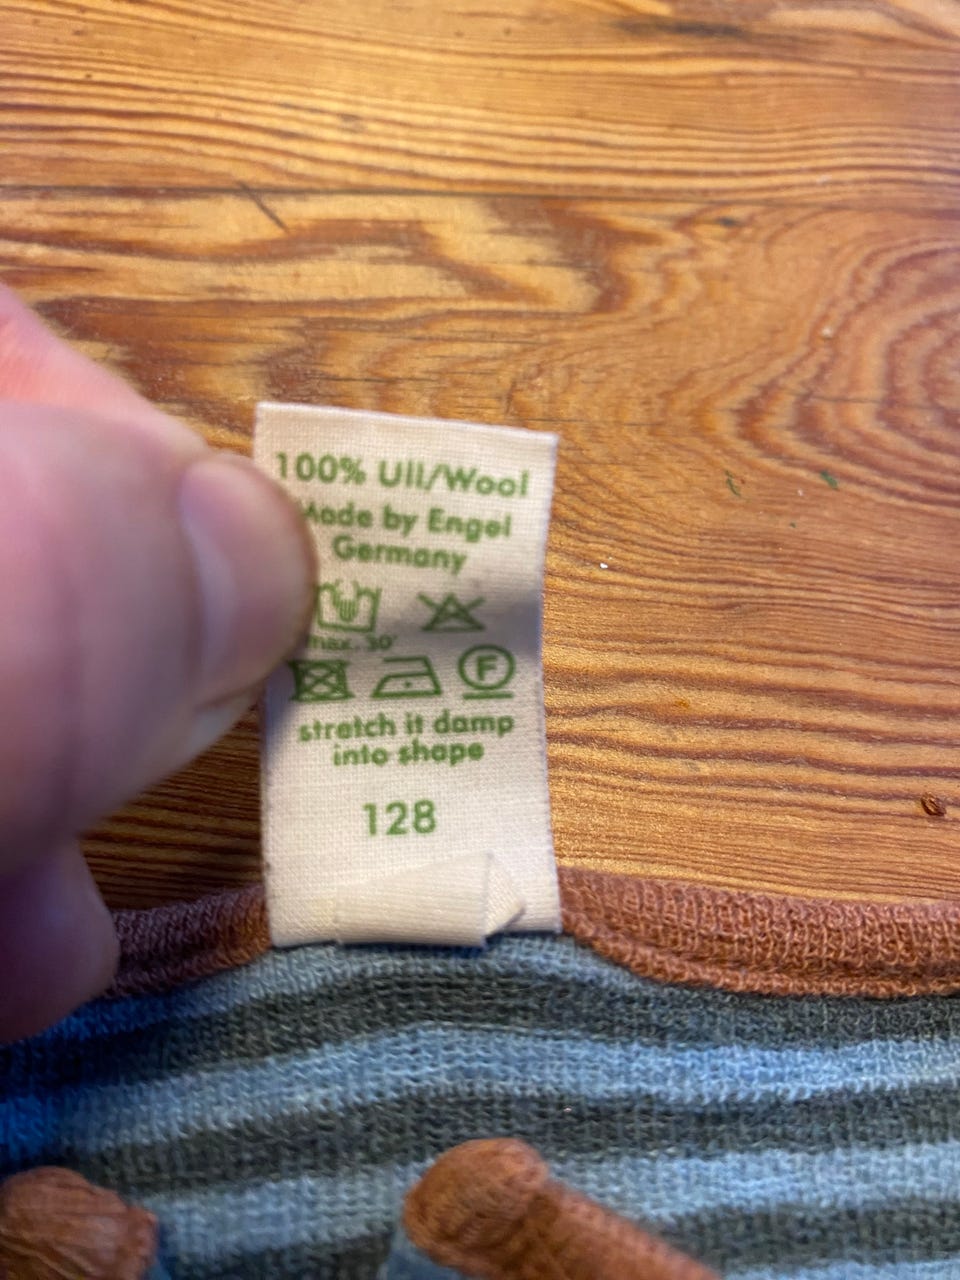 100% Ull/Wool
Made by Engel
Germany
max. 30°
F
stretch it damp
into shape
128